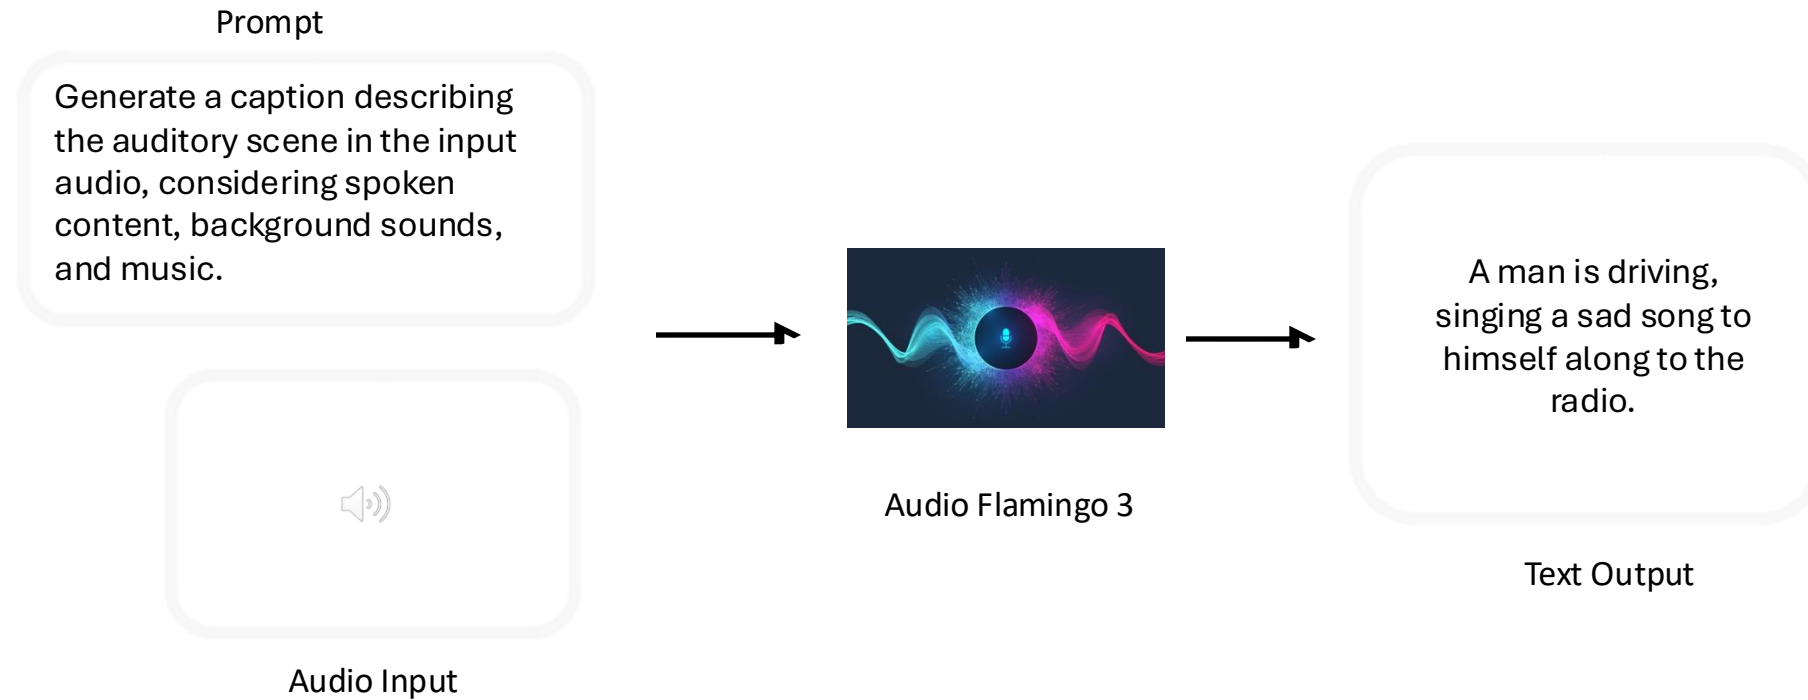 Prompt
Generate a caption describing
the auditory scene in the input
audio, considering spoken
content, background sounds,
and music.
Audio Input
Audio Flamingo 3
A man is driving,
singing a sad song to
himself along to the
radio.
Text Output